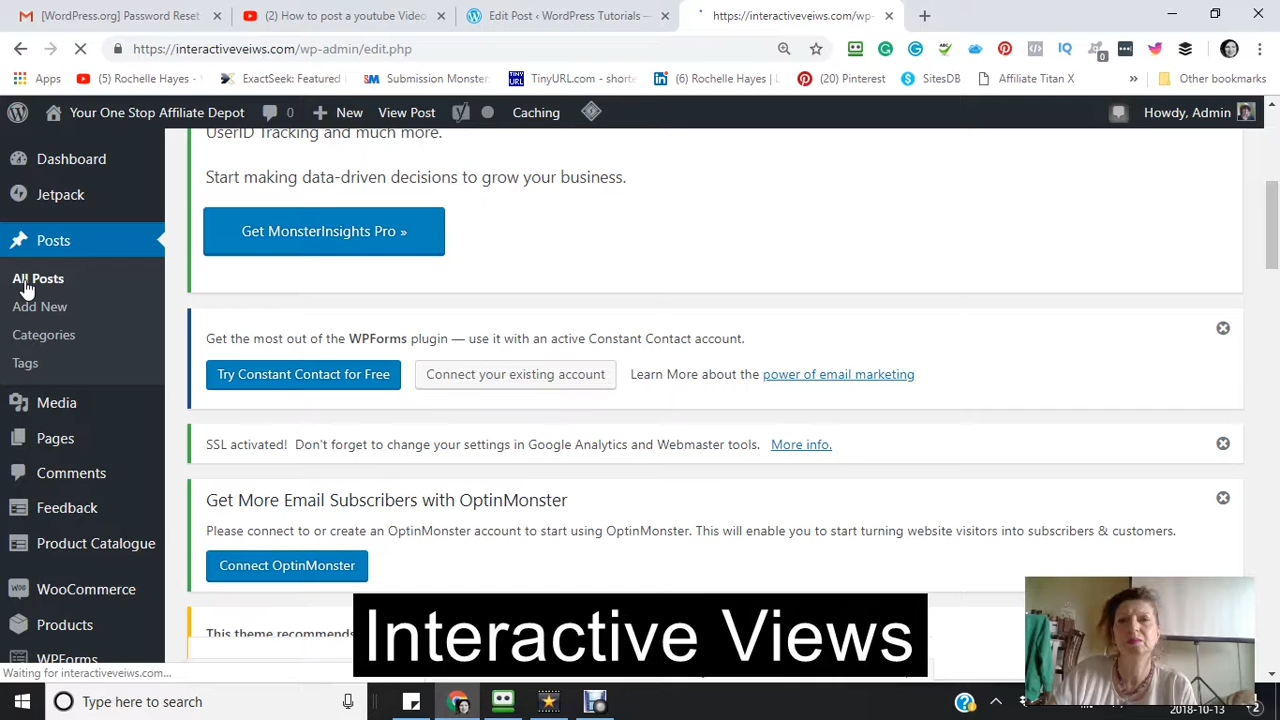 [WordPress.org] Password Reset
(2) How to post a youtube Video
Edit Post ‹ WordPress Tutorials —
https://interactiveveiws.com/wp-
https://interactiveveiws.com/wp-admin/edit.php
Apps
(5) Rochelle Hayes -
ExactSeek: Featured
Submission Monster
TinyURL.com - shorte
(6) Rochelle Hayes |
(20) Pinterest
SitesDB
Affiliate Titan X
Other bookmarks
Your One Stop Affiliate Depot
0
New
View Post
Caching
Howdy, Admin
Dashboard
Jetpack
Posts
All Posts
Add New
Categories
Tags
Media
Pages
Comments
Feedback
Product Catalogue
WooCommerce
Products
WPForms
UserID Tracking and much more.
Start making data-driven decisions to grow your business.
Get MonsterInsights Pro »
Get the most out of the WPForms plugin — use it with an active Constant Contact account.
Try Constant Contact for Free
Connect your existing account
Learn More about the power of email marketing
SSL activated! Don't forget to change your settings in Google Analytics and Webmaster tools. More info.
Get More Email Subscribers with OptinMonster
Please connect to or create an OptinMonster account to start using OptinMonster. This will enable you to start turning website visitors into subscribers & customers.
Connect OptinMonster
This theme recommends
Interactive Views
Waiting for interactiveveiws.com...
Type here to search
2018-10-13